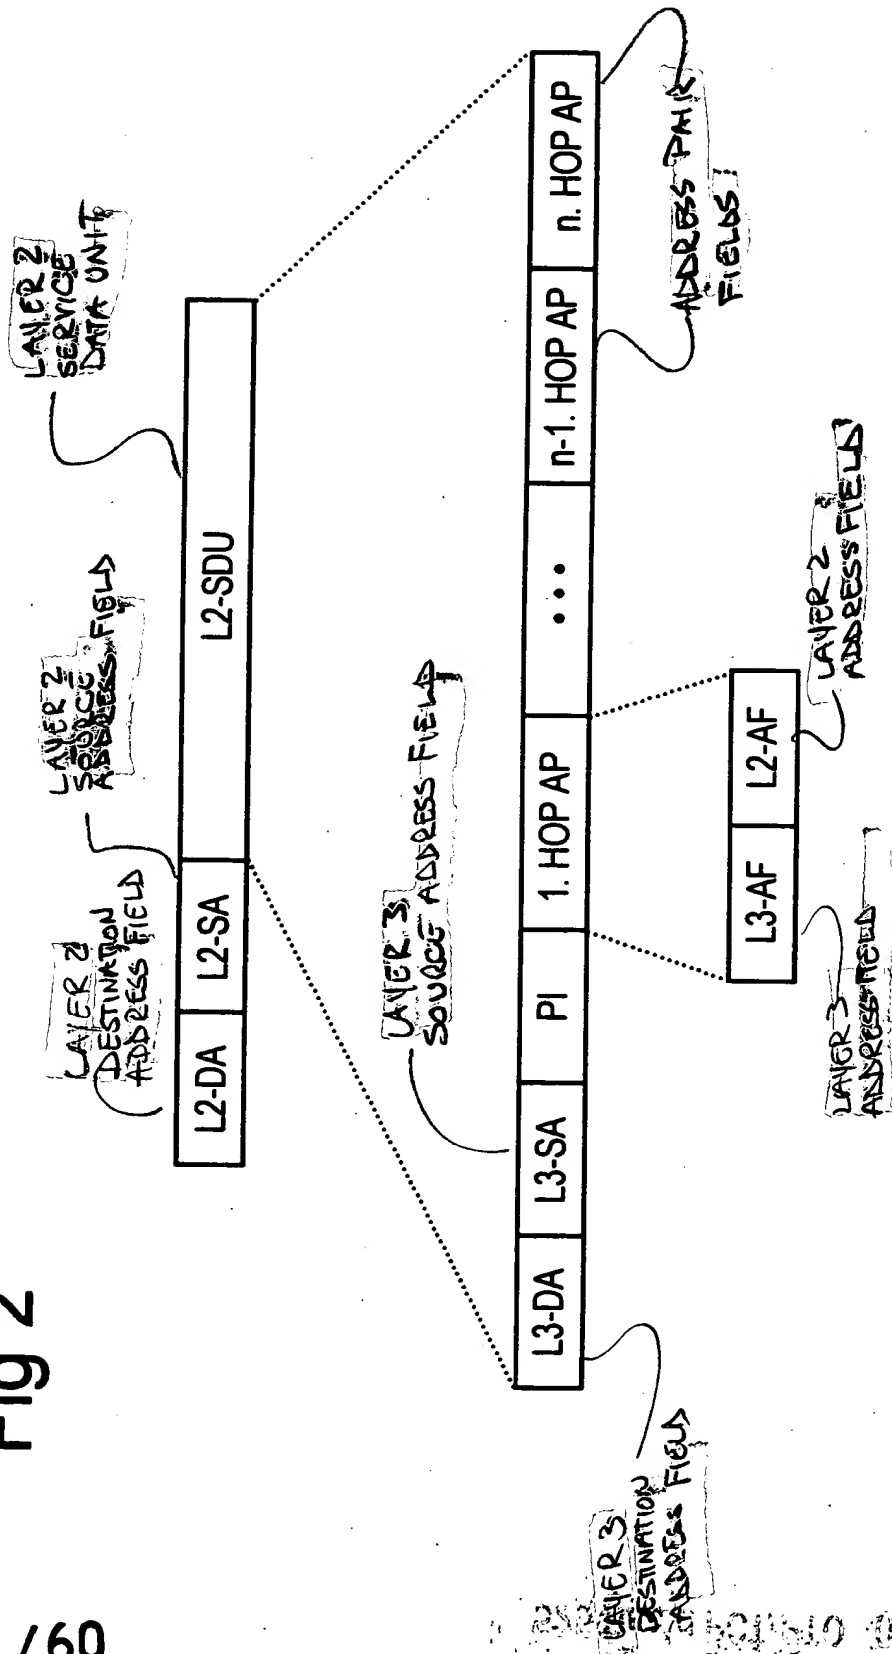 Fig 2
/60
LAYER 2
SERVICE
DATA UNIT
LAYER 2
SOURCE
ADDRESS FIELD
LAYER 2
DESTINATION
ADDRESS FIELD
L2-DA
L2-SA
L2-SDU
LAYER 3
SOURCE ADDRESS FIELD
L3-DA
L3-SA
PI
1. HOP AP
• • •
n-1. HOP AP
n. HOP AP
ADDRESS PAIR
FIELDS
LAYER 3
DESTINATION
ADDRESS FIELD
L3-AF
L2-AF
LAYER 3
ADDRESS FIELD
LAYER 2
ADDRESS FIELD